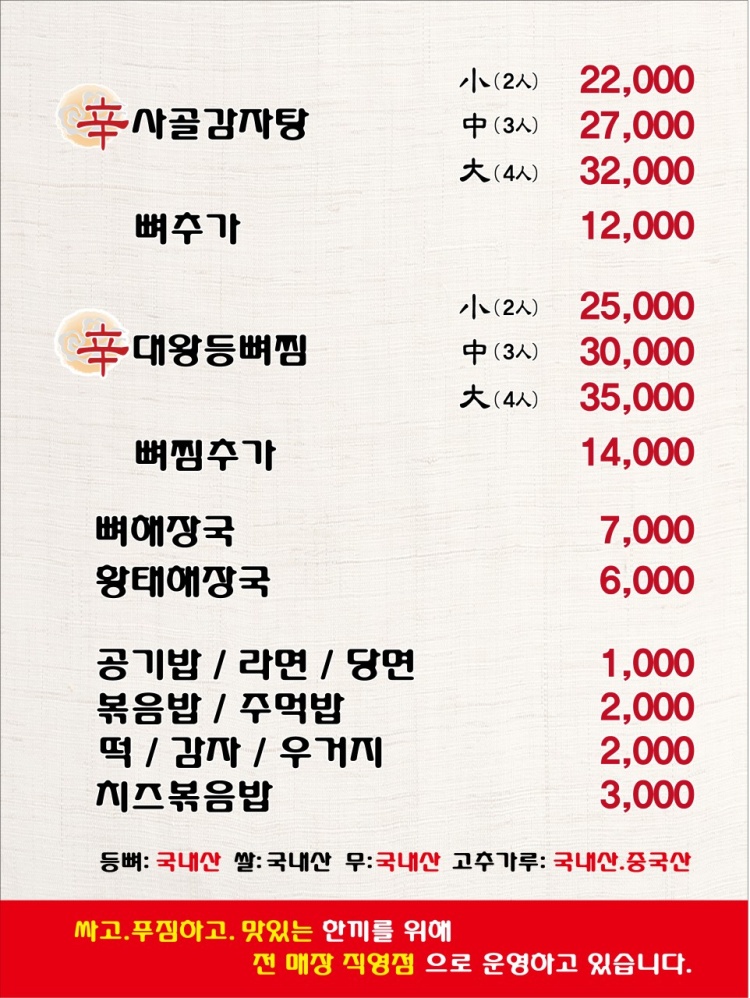 小(2人) 22,000
辛사골감자탕 中(3人) 27,000
大(4人) 32,000
뼈추가 12,000
小(2人) 25,000
辛대왕등뼈찜 中(3人) 30,000
大(4人) 35,000
뼈찜추가 14,000
뼈해장국 7,000
황태해장국 6,000
공기밥 / 라면 / 당면 1,000
볶음밥 / 주먹밥 2,000
떡 / 감자 / 우거지 2,000
치즈볶음밥 3,000
등뼈: 국내산 쌀:국내산 무:국내산 고추가루: 국내산.중국산
싸고.푸짐하고. 맛있는 한끼를 위해
전 매장 직영점 으로 운영하고 있습니다.